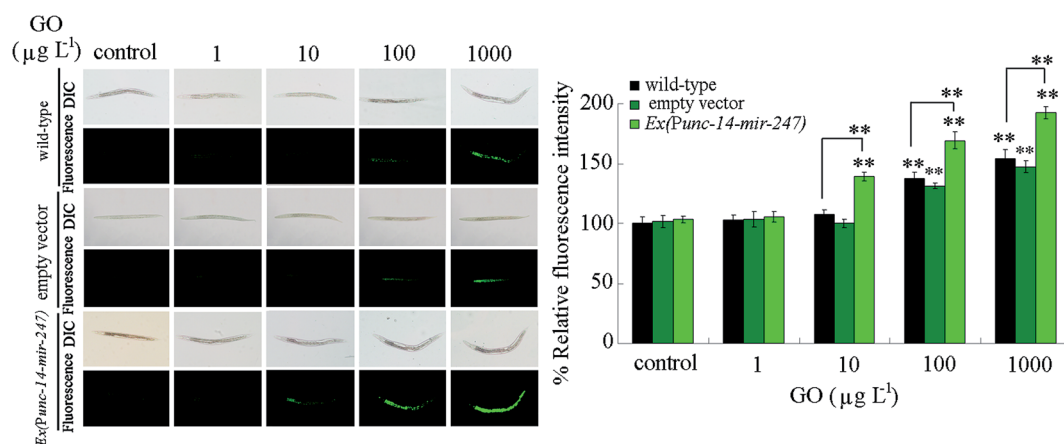 GO
(μg L-1) control 1 10 100 1000
wild-type
Fluorescence DIC
empty vector
Fluorescence DIC
Ex(Punc-14-mir-247)
Fluorescence DIC
% Relative fluorescence intensity
wild-type
empty vector
Ex(Punc-14-mir-247)
200
150
100
50
0
** ** **
** ** **
** ** ** ** ** **
control 1 10 100 1000
GO (μg L-1)